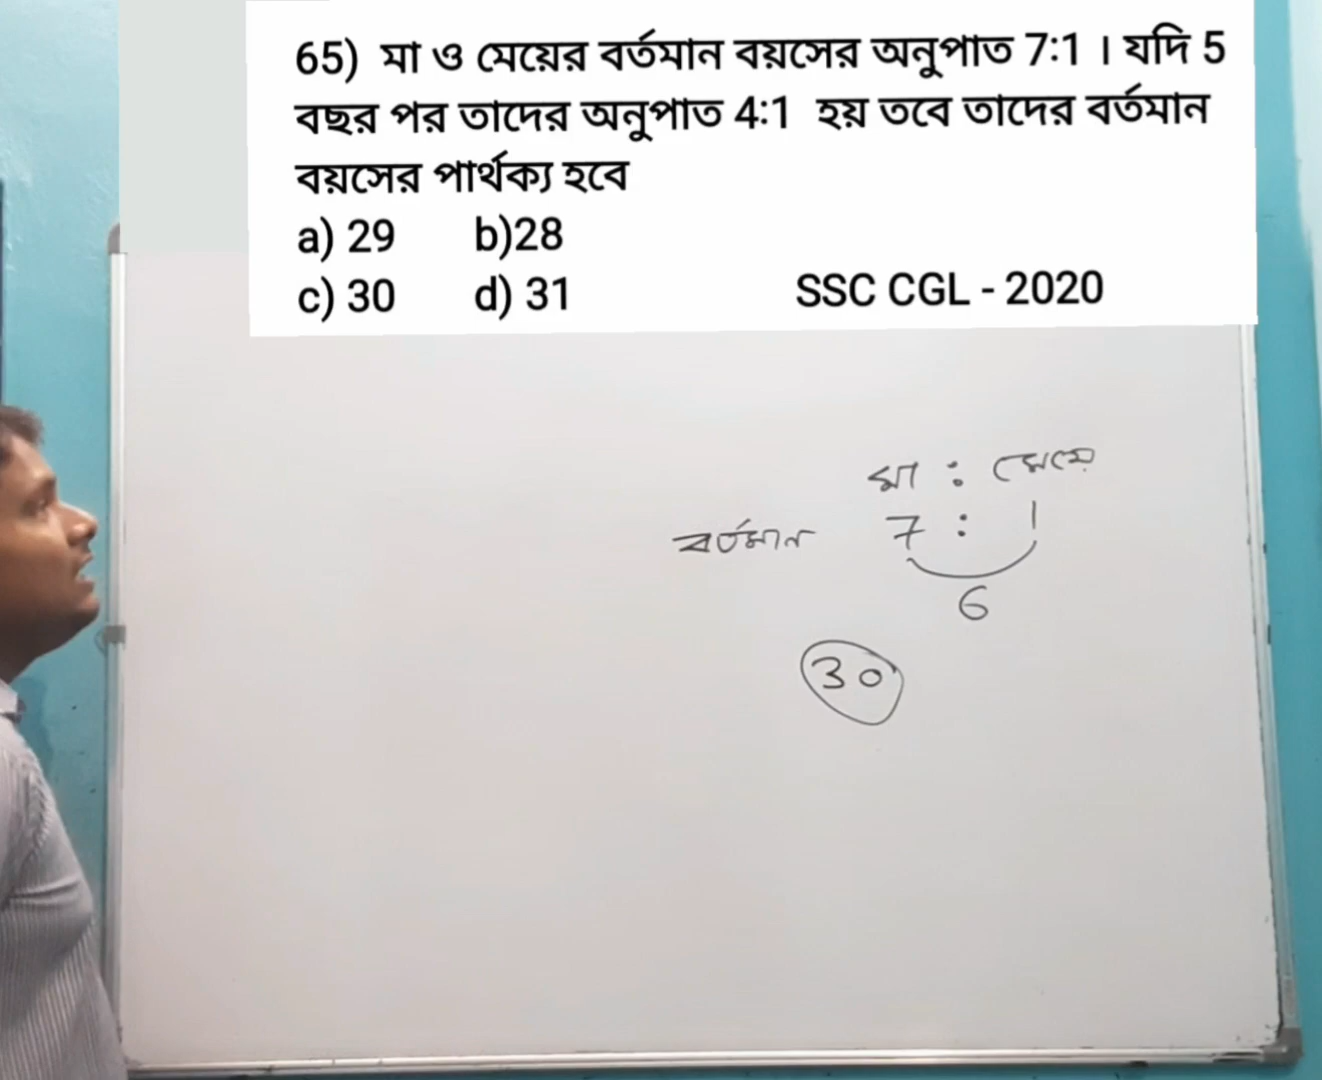 65) মা ও মেয়ের বর্তমান বয়সের অনুপাত 7:1 । যদি 5
বছর পর তাদের অনুপাত 4:1 হয় তবে তাদের বর্তমান
বয়সের পার্থক্য হবে
a) 29 b)28
c) 30 d) 31 SSC CGL - 2020
মা : মেয়ে
বর্তমান 7 : 1
6
30